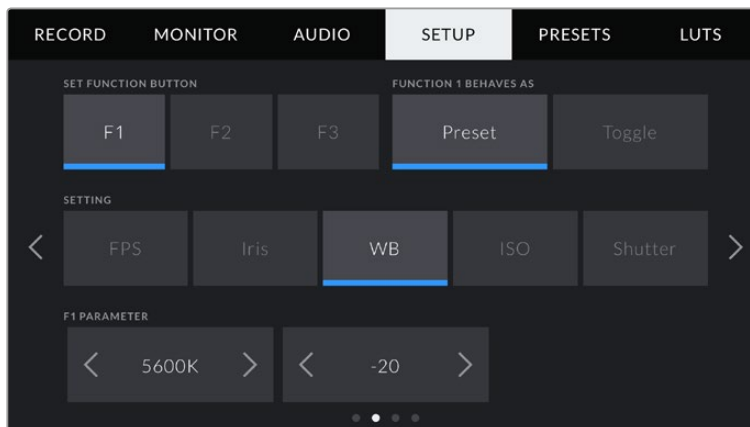 RECORD MONITOR AUDIO SETUP PRESETS LUTS
SET FUNCTION BUTTON FUNCTION 1 BEHAVES AS
F1 F2 F3 Preset Toggle
SETTING
FPS Iris WB ISO Shutter
F1 PARAMETER
5600K -20